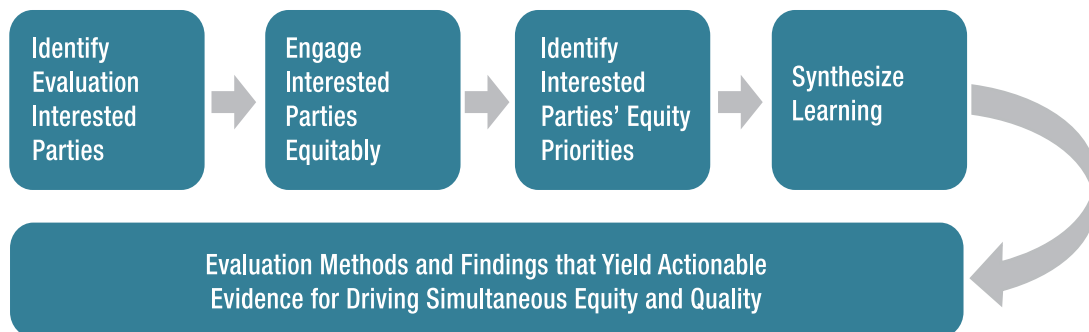 Identify
Evaluation
Interested
Parties
Engage
Interested
Parties
Equitably
Identify
Interested
Parties’ Equity
Priorities
Synthesize
Learning
Evaluation Methods and Findings that Yield Actionable
Evidence for Driving Simultaneous Equity and Quality